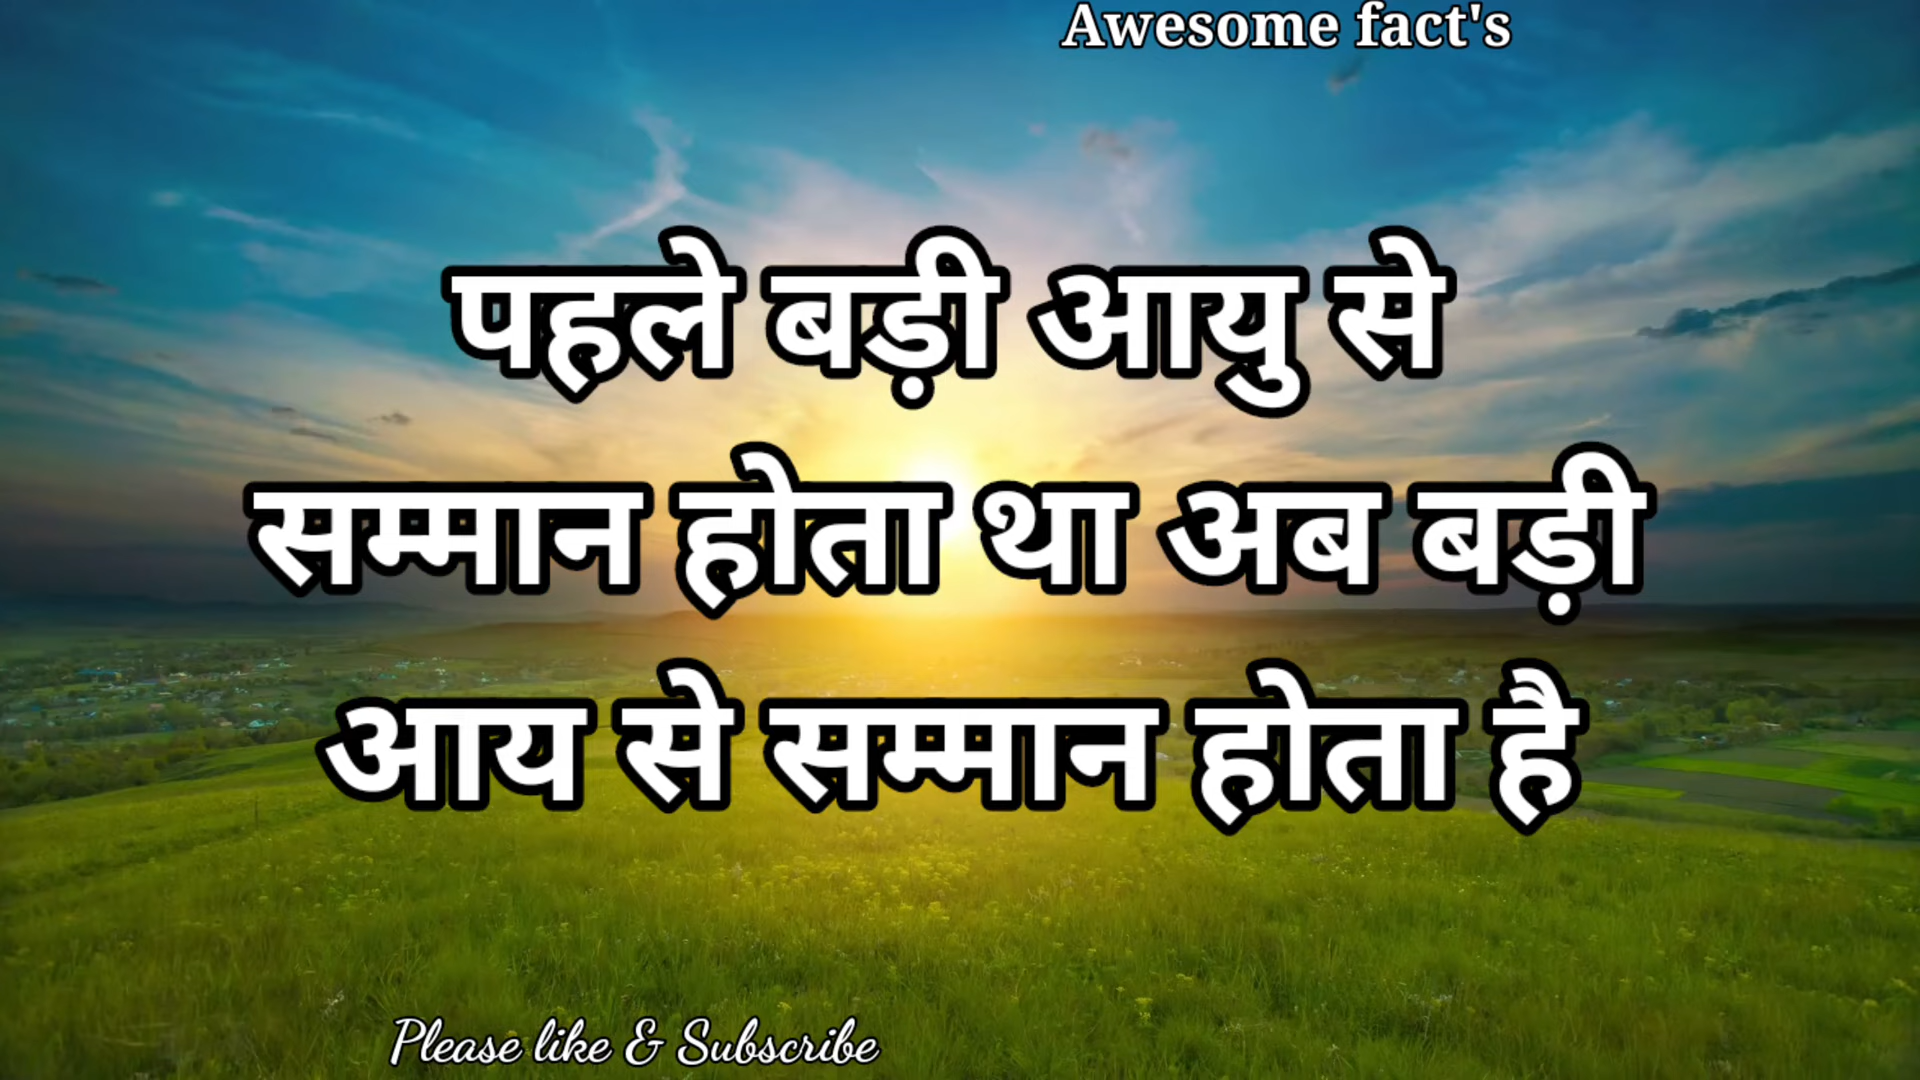 Awesome fact's
पहले बड़ी आयु से
सम्मान होता था अब बड़ी
आय से सम्मान होता है
Please like & Subscribe